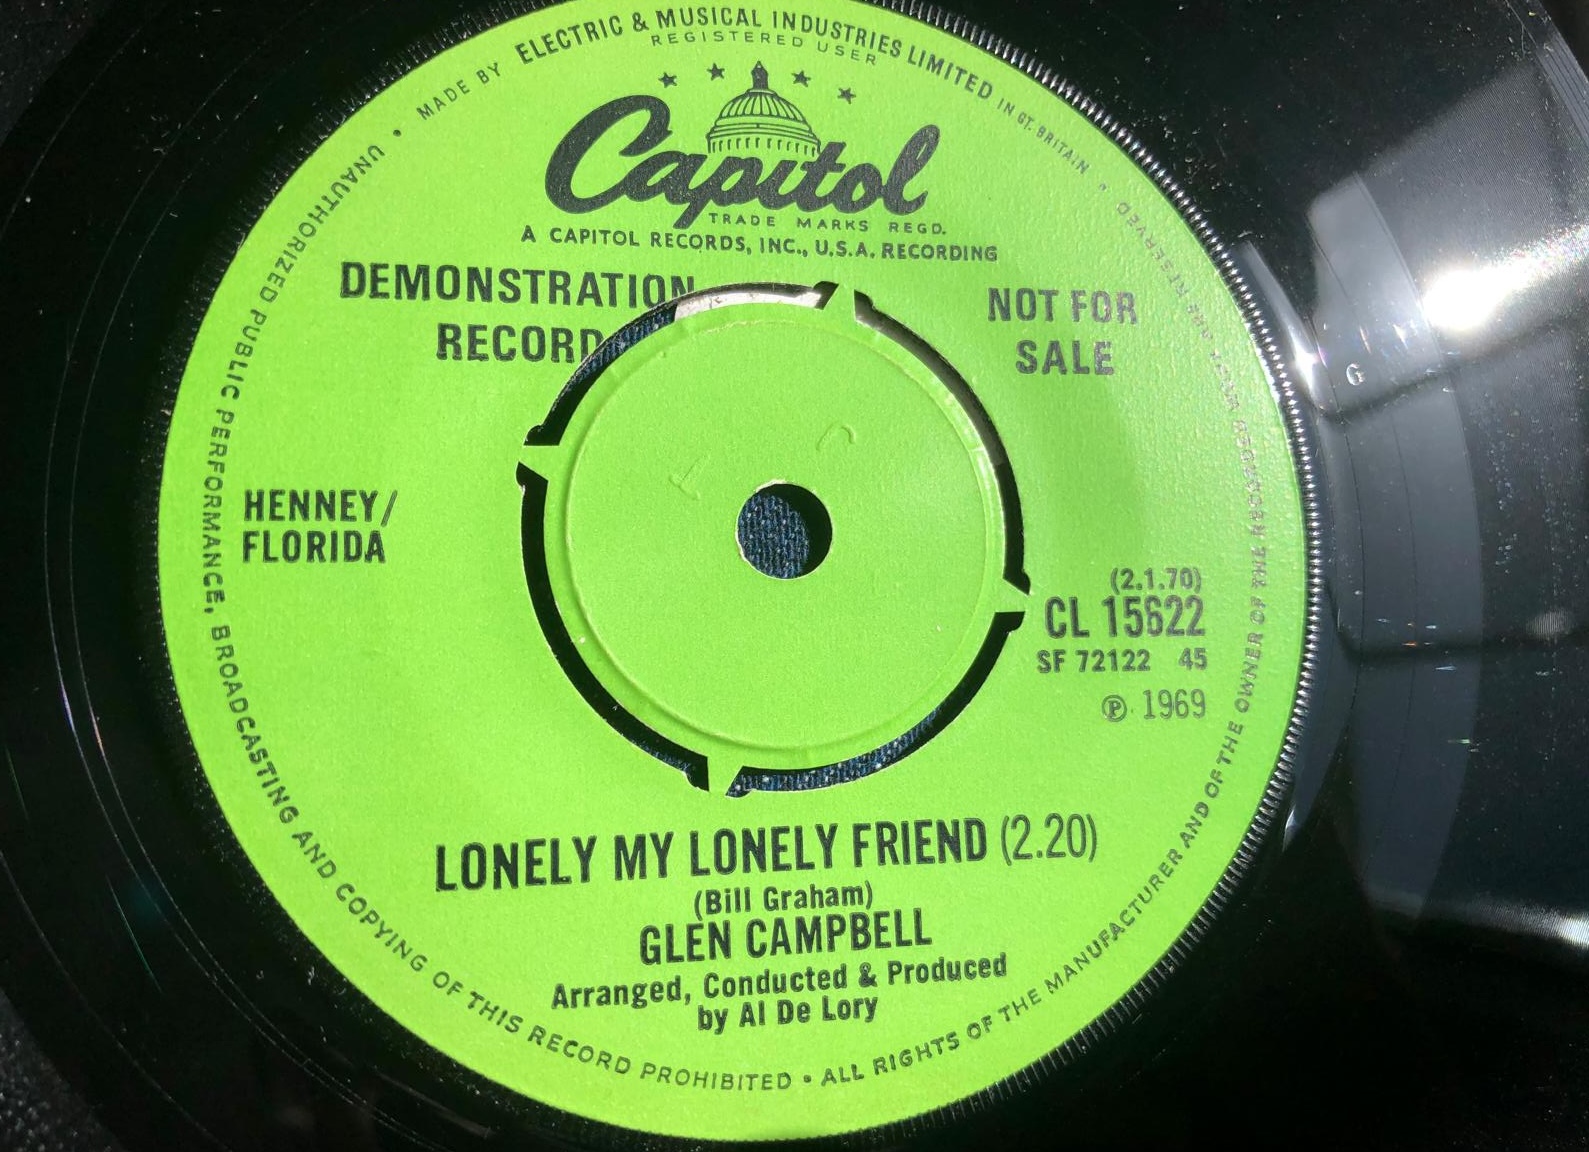 MADE BY ELECTRIC & MUSICAL INDUSTRIES LIMITED IN GT. BRITAIN •
REGISTERED USER
Capitol
TRADE MARKS REGD.
A CAPITOL RECORDS, INC., U.S.A. RECORDING
DEMONSTRATION
RECORD
NOT FOR
SALE
HENNEY/
FLORIDA
(2.1.70)
CL 15622
SF 72122 45
℗ 1969
LONELY MY LONELY FRIEND (2.20)
(Bill Graham)
GLEN CAMPBELL
Arranged, Conducted & Produced
by Al De Lory
• ALL RIGHTS OF THE MANUFACTURER AND OF THE OWNER OF THE RECORDED WORK ARE RESERVED
• UNAUTHORIZED PUBLIC PERFORMANCE, BROADCASTING AND COPYING OF THIS RECORD PROHIBITED
G